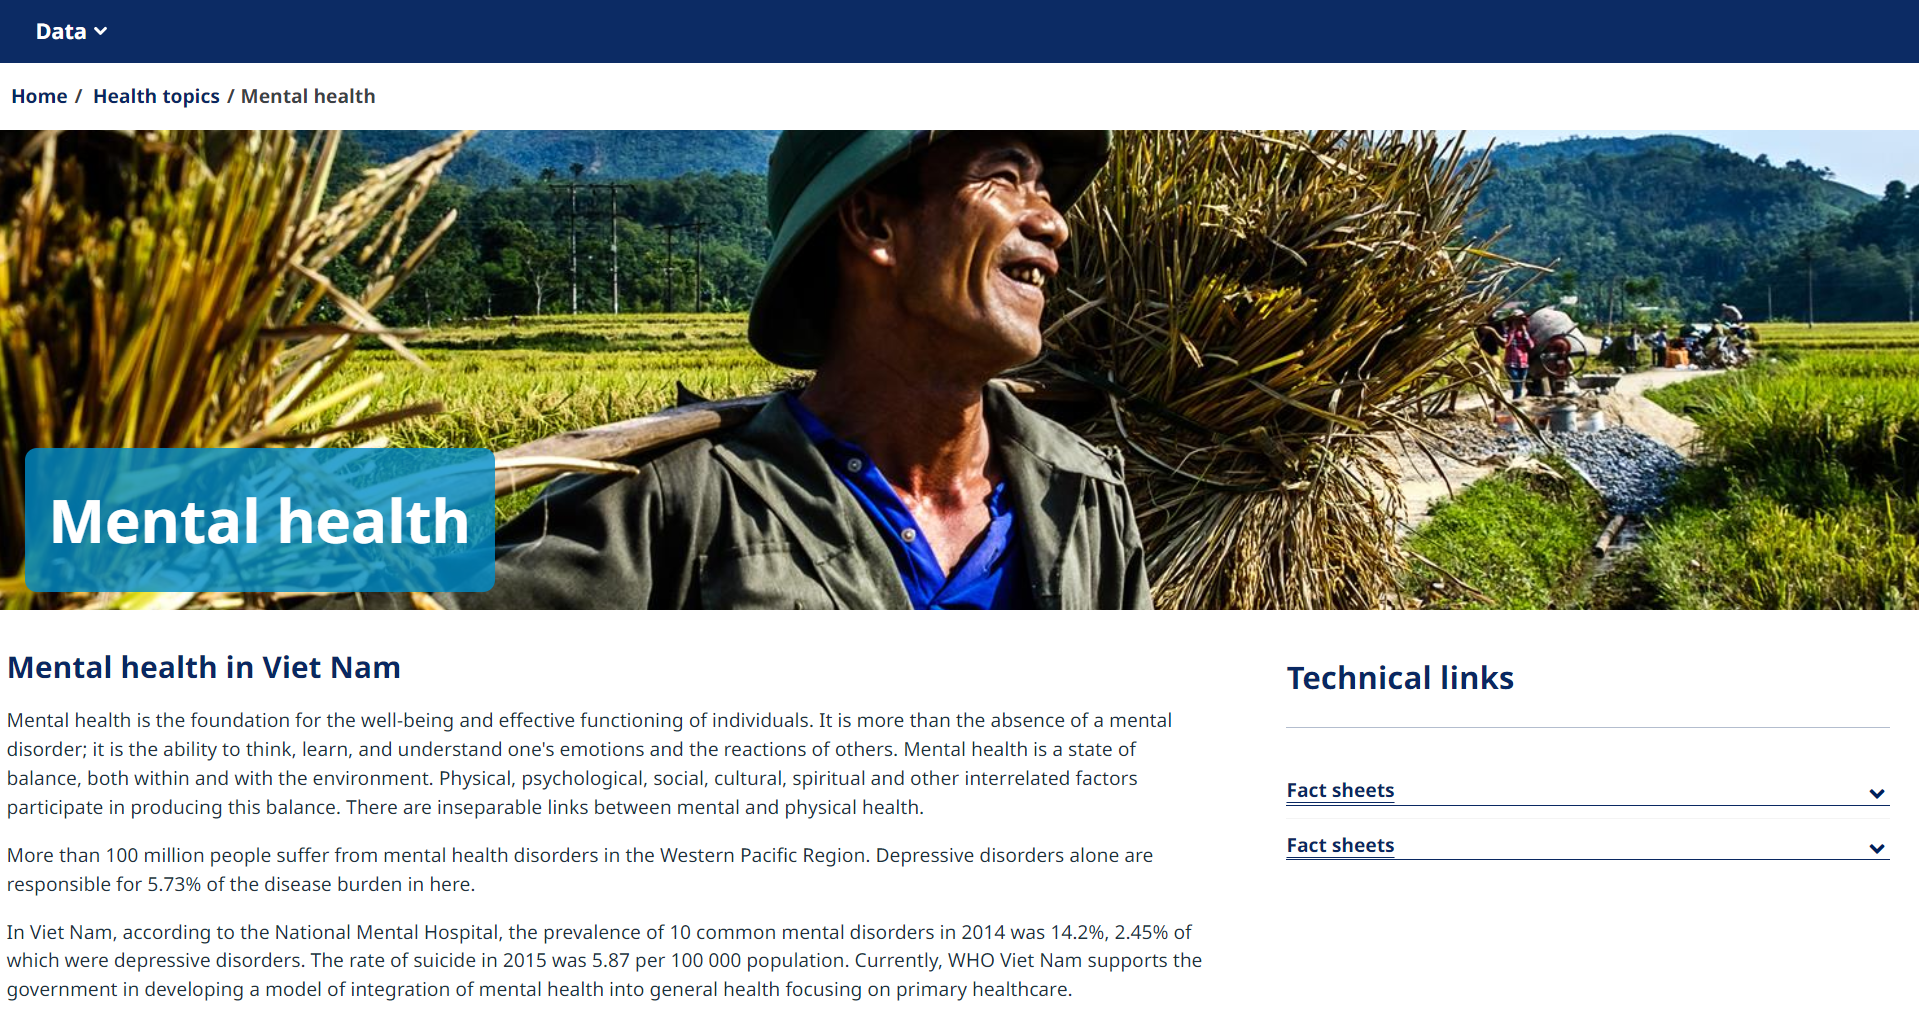 Data
Home / Health topics / Mental health
Mental health
Mental health in Viet Nam
Mental health is the foundation for the well-being and effective functioning of individuals. It is more than the absence of a mental
disorder; it is the ability to think, learn, and understand one's emotions and the reactions of others. Mental health is a state of
balance, both within and with the environment. Physical, psychological, social, cultural, spiritual and other interrelated factors
participate in producing this balance. There are inseparable links between mental and physical health.
More than 100 million people suffer from mental health disorders in the Western Pacific Region. Depressive disorders alone are
responsible for 5.73% of the disease burden in here.
In Viet Nam, according to the National Mental Hospital, the prevalence of 10 common mental disorders in 2014 was 14.2%, 2.45% of
which were depressive disorders. The rate of suicide in 2015 was 5.87 per 100 000 population. Currently, WHO Viet Nam supports the
government in developing a model of integration of mental health into general health focusing on primary healthcare.
Technical links
Fact sheets
Fact sheets